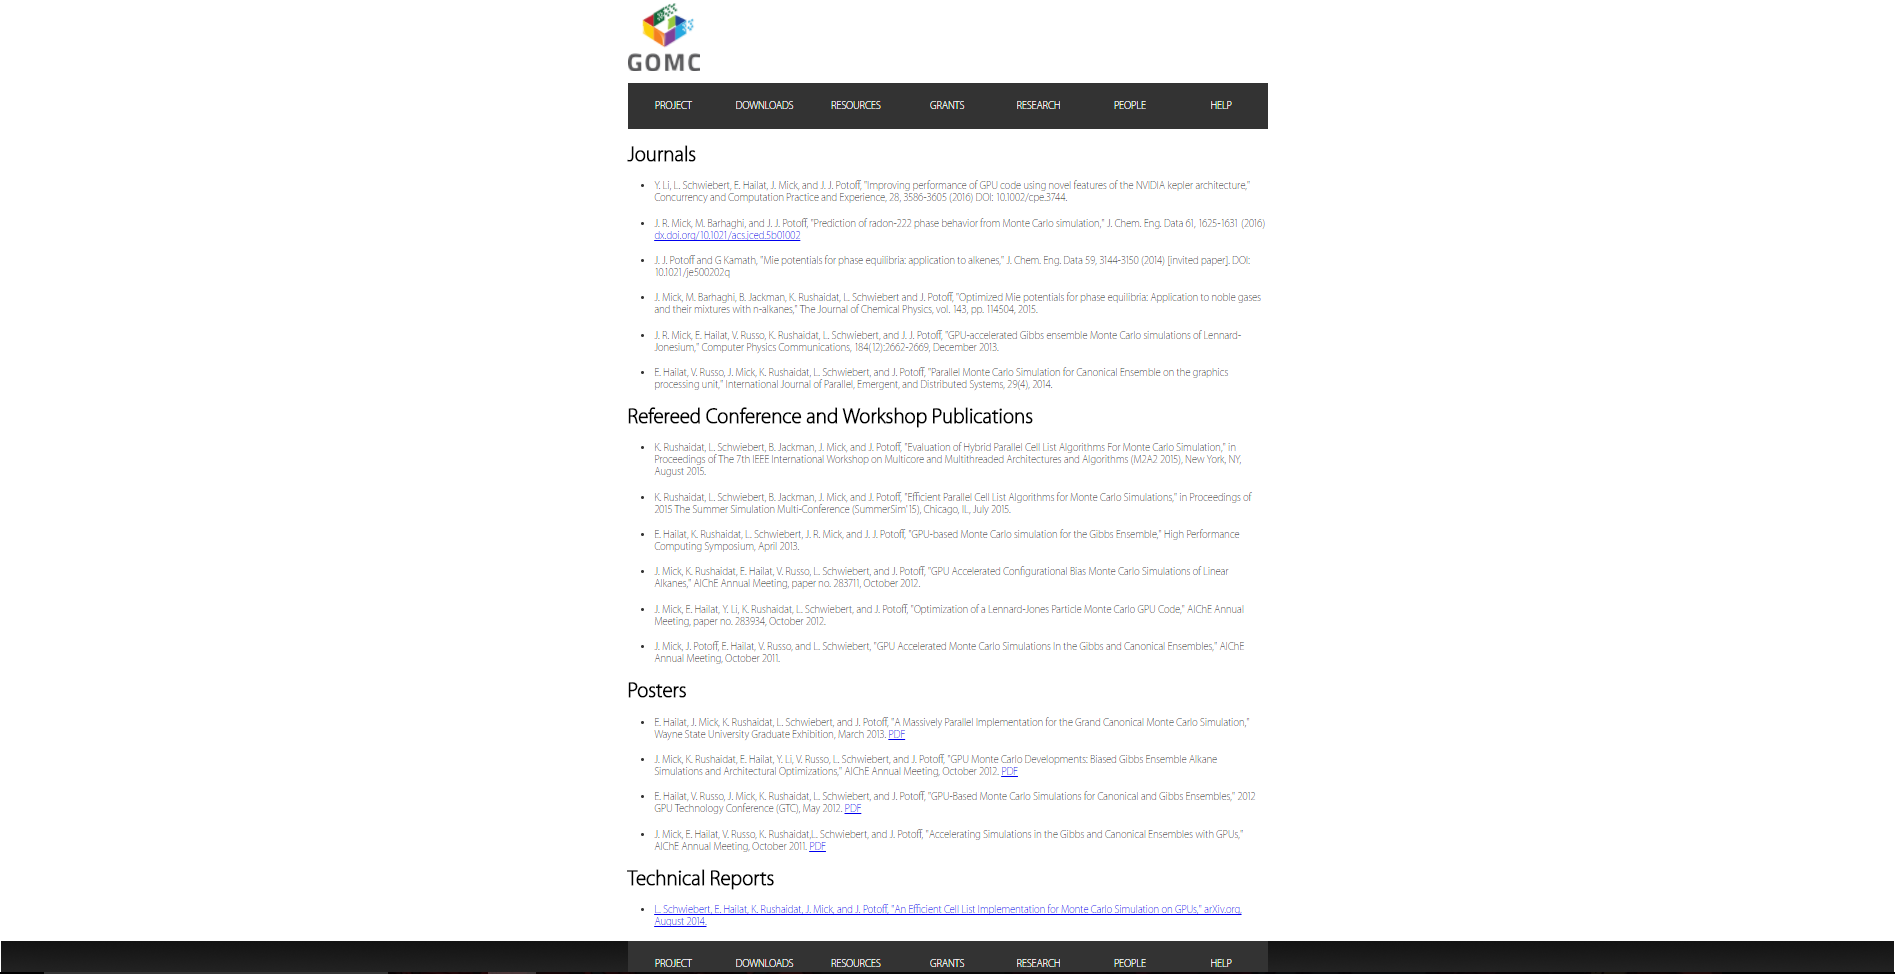 GOMC
PROJECT DOWNLOADS RESOURCES GRANTS RESEARCH PEOPLE HELP
Journals
• Y. Li, L. Schwiebert, E. Hailat, J. Mick, and J. J. Potoff, "Improving performance of GPU code using novel features of the NVIDIA kepler architecture,"
Concurrency and Computation Practice and Experience, 28, 3586-3605 (2016) DOI: 10.1002/cpe.3744.
• J. R. Mick, M. Barhaghi, and J. J. Potoff, "Prediction of radon-222 phase behavior from Monte Carlo simulation," J. Chem. Eng. Data 61, 1625-1631 (2016)
dx.doi.org/10.1021/acs.jced.5b01002
• J. J. Potoff and G Kamath, "Mie potentials for phase equilibria: application to alkenes," J. Chem. Eng. Data 59, 3144-3150 (2014) [invited paper]. DOI:
10.1021/je500202q
• J. Mick, M. Barhaghi, B. Jackman, K. Rushaidat, L. Schwiebert and J. Potoff, "Optimized Mie potentials for phase equilibria: Application to noble gases
and their mixtures with n-alkanes," The Journal of Chemical Physics, vol. 143, pp. 114504, 2015.
• J. R. Mick, E. Hailat, V. Russo, K. Rushaidat, L. Schwiebert, and J. J. Potoff, "GPU-accelerated Gibbs ensemble Monte Carlo simulations of Lennard-
Jonesium," Computer Physics Communications, 184(12):2662-2669, December 2013.
• E. Hailat, V. Russo, J. Mick, K. Rushaidat, L. Schwiebert, and J. Potoff, "Parallel Monte Carlo Simulation for Canonical Ensemble on the graphics
processing unit," International Journal of Parallel, Emergent, and Distributed Systems, 29(4), 2014.
Refereed Conference and Workshop Publications
• K. Rushaidat, L. Schwiebert, B. Jackman, J. Mick, and J. Potoff, "Evaluation of Hybrid Parallel Cell List Algorithms For Monte Carlo Simulation," in
Proceedings of The 7th IEEE International Workshop on Multicore and Multithreaded Architectures and Algorithms (M2A2 2015), New York, NY,
August 2015.
• K. Rushaidat, L. Schwiebert, B. Jackman, J. Mick, and J. Potoff, "Efficient Parallel Cell List Algorithms for Monte Carlo Simulations," in Proceedings of
2015 The Summer Simulation Multi-Conference (SummerSim'15), Chicago, IL, July 2015.
• E. Hailat, K. Rushaidat, L. Schwiebert, J. R. Mick, and J. J. Potoff, "GPU-based Monte Carlo simulation for the Gibbs Ensemble," High Performance
Computing Symposium, April 2013.
• J. Mick, K. Rushaidat, E. Hailat, V. Russo, L. Schwiebert, and J. Potoff, "GPU Accelerated Configurational Bias Monte Carlo Simulations of Linear
Alkanes," AIChE Annual Meeting, paper no. 283711, October 2012.
• J. Mick, E. Hailat, Y. Li, K. Rushaidat, L. Schwiebert, and J. Potoff, "Optimization of a Lennard-Jones Particle Monte Carlo GPU Code," AIChE Annual
Meeting, paper no. 283934, October 2012.
• J. Mick, J. Potoff, E. Hailat, V. Russo, and L. Schwiebert, "GPU Accelerated Monte Carlo Simulations In the Gibbs and Canonical Ensembles," AIChE
Annual Meeting, October 2011.
Posters
• E. Hailat, J. Mick, K. Rushaidat, L. Schwiebert, and J. Potoff, "A Massively Parallel Implementation for the Grand Canonical Monte Carlo Simulation,"
Wayne State University Graduate Exhibition, March 2013. PDF
• J. Mick, K. Rushaidat, E. Hailat, Y. Li, V. Russo, L. Schwiebert, and J. Potoff, "GPU Monte Carlo Developments: Biased Gibbs Ensemble Alkane
Simulations and Architectural Optimizations," AIChE Annual Meeting, October 2012. PDF
• E. Hailat, V. Russo, J. Mick, K. Rushaidat, L. Schwiebert, and J. Potoff, "GPU-Based Monte Carlo Simulations for Canonical and Gibbs Ensembles," 2012
GPU Technology Conference (GTC), May 2012. PDF
• J. Mick, E. Hailat, V. Russo, K. Rushaidat,L. Schwiebert, and J. Potoff, "Accelerating Simulations in the Gibbs and Canonical Ensembles with GPUs,"
AIChE Annual Meeting, October 2011. PDF
Technical Reports
• L. Schwiebert, E. Hailat, K. Rushaidat, J. Mick, and J. Potoff, "An Efficient Cell List Implementation for Monte Carlo Simulation on GPUs," arXiv.org,
August 2014.
PROJECT DOWNLOADS RESOURCES GRANTS RESEARCH PEOPLE HELP